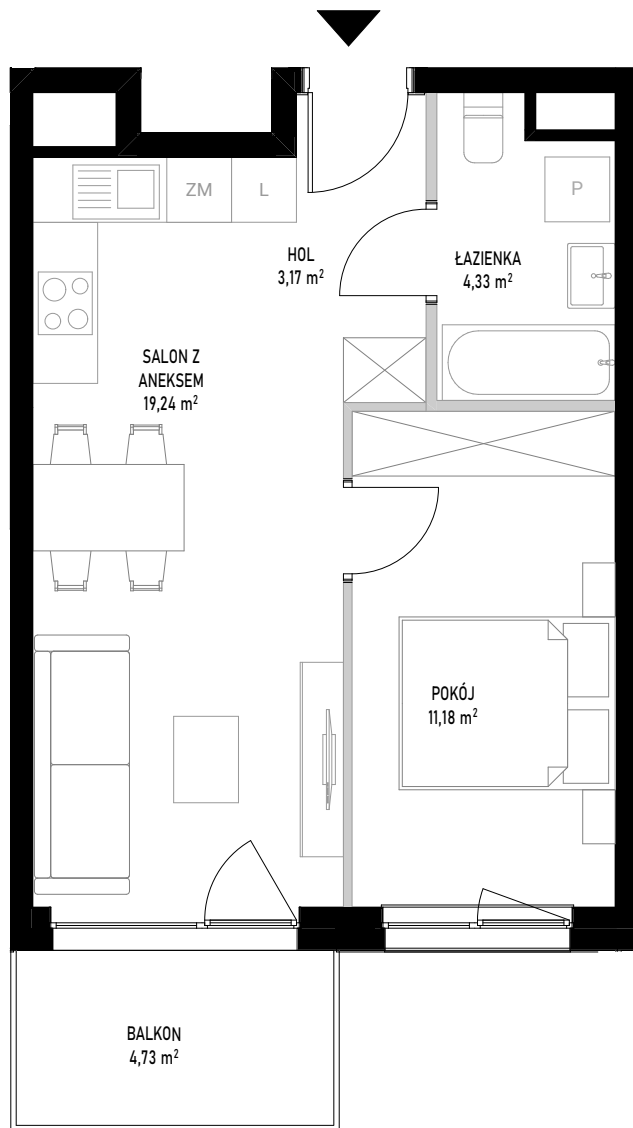 ZM
L
P
HOL
3,17 m²
ŁAZIENKA
4,33 m²
SALON Z
ANEKSEM
19,24 m²
POKÓJ
11,18 m²
BALKON
4,73 m²